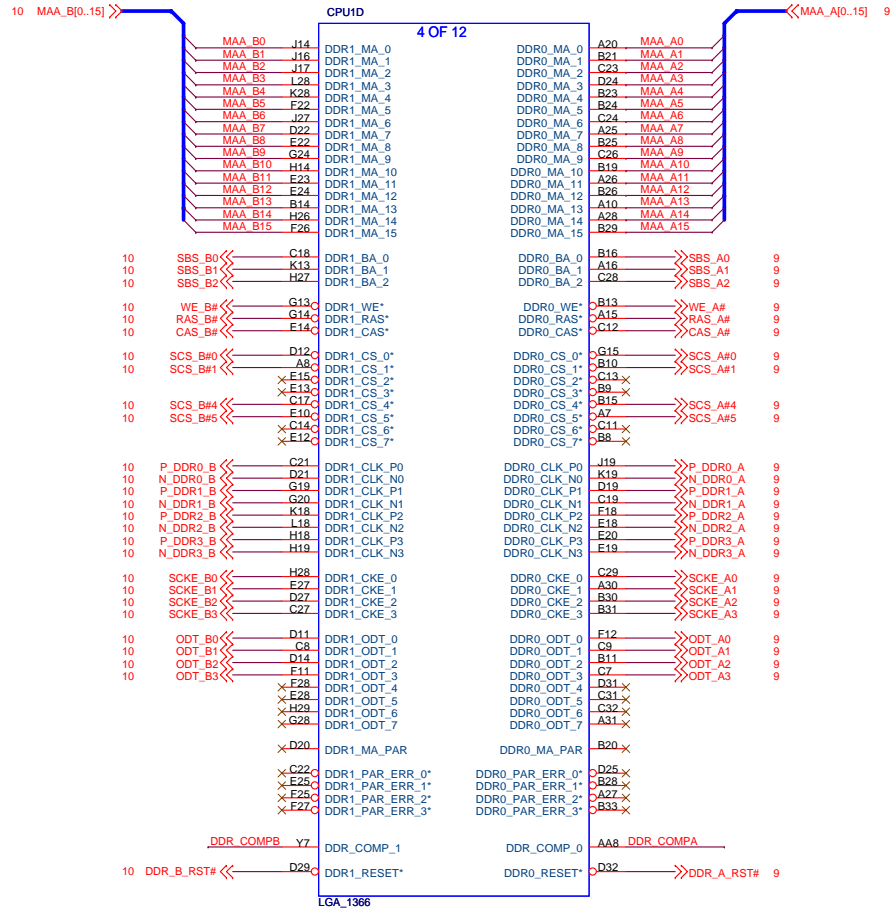 10 MAA_B[0..15] CPU1D MAA_A[0..15] 9
4 OF 12
MAA_B0 J14 DDR1_MA_0 DDR0_MA_0 A20 MAA_A0
MAA_B1 J16 DDR1_MA_1 DDR0_MA_1 B21 MAA_A1
MAA_B2 J17 DDR1_MA_2 DDR0_MA_2 C23 MAA_A2
MAA_B3 L28 DDR1_MA_3 DDR0_MA_3 D24 MAA_A3
MAA_B4 K28 DDR1_MA_4 DDR0_MA_4 B23 MAA_A4
MAA_B5 F22 DDR1_MA_5 DDR0_MA_5 B24 MAA_A5
MAA_B6 J27 DDR1_MA_6 DDR0_MA_6 C24 MAA_A6
MAA_B7 D22 DDR1_MA_7 DDR0_MA_7 A25 MAA_A7
MAA_B8 E22 DDR1_MA_8 DDR0_MA_8 B25 MAA_A8
MAA_B9 G24 DDR1_MA_9 DDR0_MA_9 C26 MAA_A9
MAA_B10 H14 DDR1_MA_10 DDR0_MA_10 B19 MAA_A10
MAA_B11 E23 DDR1_MA_11 DDR0_MA_11 A26 MAA_A11
MAA_B12 E24 DDR1_MA_12 DDR0_MA_12 B26 MAA_A12
MAA_B13 B14 DDR1_MA_13 DDR0_MA_13 A10 MAA_A13
MAA_B14 H26 DDR1_MA_14 DDR0_MA_14 A28 MAA_A14
MAA_B15 F26 DDR1_MA_15 DDR0_MA_15 B29 MAA_A15
10 SBS_B0 C18 DDR1_BA_0 DDR0_BA_0 B16 SBS_A0 9
10 SBS_B1 K13 DDR1_BA_1 DDR0_BA_1 A16 SBS_A1 9
10 SBS_B2 H27 DDR1_BA_2 DDR0_BA_2 C28 SBS_A2 9
10 WE_B# G13 DDR1_WE* DDR0_WE* B13 WE_A# 9
10 RAS_B# G14 DDR1_RAS* DDR0_RAS* A15 RAS_A# 9
10 CAS_B# E14 DDR1_CAS* DDR0_CAS* C12 CAS_A# 9
10 SCS_B#0 D12 DDR1_CS_0* DDR0_CS_0* G15 SCS_A#0 9
10 SCS_B#1 A8 DDR1_CS_1* DDR0_CS_1* B10 SCS_A#1 9
E15 DDR1_CS_2* DDR0_CS_2* C13
E13 DDR1_CS_3* DDR0_CS_3* B9
10 SCS_B#4 C17 DDR1_CS_4* DDR0_CS_4* B15 SCS_A#4 9
10 SCS_B#5 E10 DDR1_CS_5* DDR0_CS_5* A7 SCS_A#5 9
C14 DDR1_CS_6* DDR0_CS_6* C11
E12 DDR1_CS_7* DDR0_CS_7* B8
10 P_DDR0_B C21 DDR1_CLK_P0 DDR0_CLK_P0 J19 P_DDR0_A 9
10 N_DDR0_B D21 DDR1_CLK_N0 DDR0_CLK_N0 K19 N_DDR0_A 9
10 P_DDR1_B G19 DDR1_CLK_P1 DDR0_CLK_P1 D19 P_DDR1_A 9
10 N_DDR1_B G20 DDR1_CLK_N1 DDR0_CLK_N1 C19 N_DDR1_A 9
10 P_DDR2_B K18 DDR1_CLK_P2 DDR0_CLK_P2 F18 P_DDR2_A 9
10 N_DDR2_B L18 DDR1_CLK_N2 DDR0_CLK_N2 E18 N_DDR2_A 9
10 P_DDR3_B H18 DDR1_CLK_P3 DDR0_CLK_P3 E20 P_DDR3_A 9
10 N_DDR3_B H19 DDR1_CLK_N3 DDR0_CLK_N3 E19 N_DDR3_A 9
10 SCKE_B0 H28 DDR1_CKE_0 DDR0_CKE_0 C29 SCKE_A0 9
10 SCKE_B1 E27 DDR1_CKE_1 DDR0_CKE_1 A30 SCKE_A1 9
10 SCKE_B2 D27 DDR1_CKE_2 DDR0_CKE_2 B30 SCKE_A2 9
10 SCKE_B3 C27 DDR1_CKE_3 DDR0_CKE_3 B31 SCKE_A3 9
10 ODT_B0 D11 DDR1_ODT_0 DDR0_ODT_0 F12 ODT_A0 9
10 ODT_B1 C8 DDR1_ODT_1 DDR0_ODT_1 C9 ODT_A1 9
10 ODT_B2 D14 DDR1_ODT_2 DDR0_ODT_2 B11 ODT_A2 9
10 ODT_B3 F11 DDR1_ODT_3 DDR0_ODT_3 C7 ODT_A3 9
F28 DDR1_ODT_4 DDR0_ODT_4 D31
E28 DDR1_ODT_5 DDR0_ODT_5 C31
H29 DDR1_ODT_6 DDR0_ODT_6 C32
G28 DDR1_ODT_7 DDR0_ODT_7 A31
D20 DDR1_MA_PAR DDR0_MA_PAR B20
C22 DDR1_PAR_ERR_0* DDR0_PAR_ERR_0* D25
E25 DDR1_PAR_ERR_1* DDR0_PAR_ERR_1* B28
F25 DDR1_PAR_ERR_2* DDR0_PAR_ERR_2* A27
F27 DDR1_PAR_ERR_3* DDR0_PAR_ERR_3* B33
DDR_COMPB Y7 DDR_COMP_1 DDR_COMP_0 AA8 DDR_COMPA
10 DDR_B_RST# D29 DDR1_RESET* DDR0_RESET* D32 DDR_A_RST# 9
LGA_1366